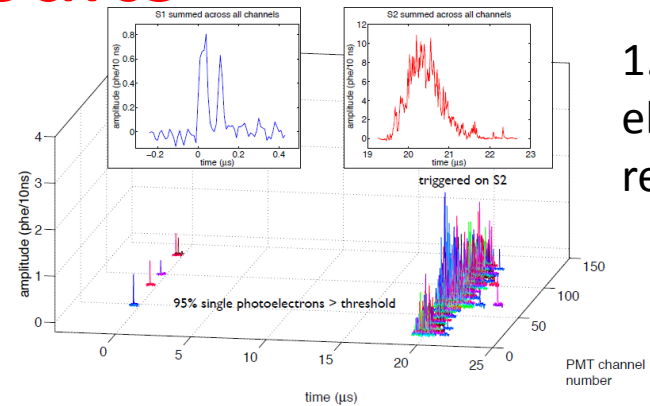 S1 summed across all channels
amplitude (phe/10 ns)
0.8
0.6
0.4
0.2
0
−0.2
0.0
0.2
0.4
time (µs)
S2 summed across all channels
amplitude (phe/10 ns)
12
10
8
6
4
2
0
19
20
21
22
23
time (µs)
triggered on S2
95% single photoelectrons > threshold
amplitude (phe/10ns)
4
3
2
1
0
0
5
10
15
20
25
time (µs)
0
50
100
150
PMT channel
number
1.
el
re